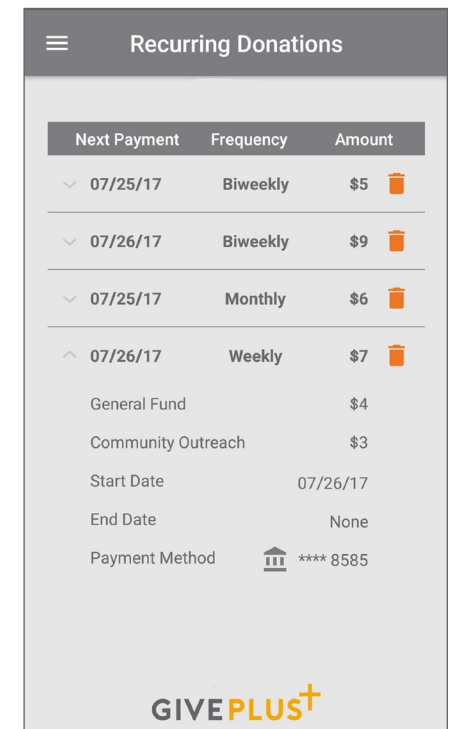 Recurring Donations
Next Payment Frequency Amount
07/25/17 Biweekly $5
07/26/17 Biweekly $9
07/25/17 Monthly $6
07/26/17 Weekly $7
General Fund $4
Community Outreach $3
Start Date 07/26/17
End Date None
Payment Method **** 8585
GIVEPLUS+